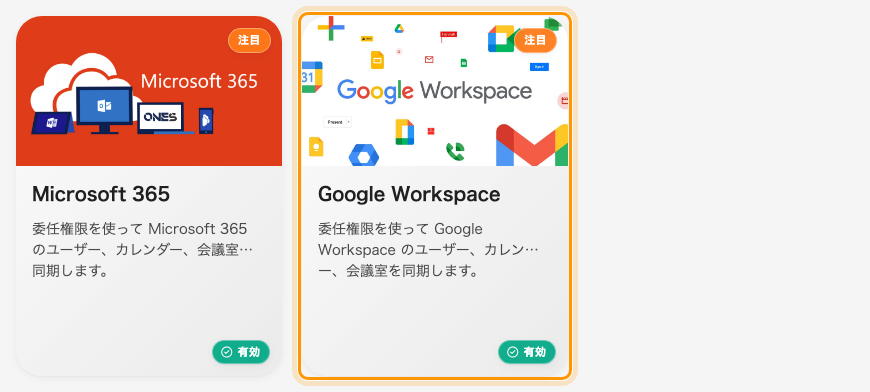 注目
Microsoft 365
ONES
Microsoft 365
委任権限を使って Microsoft 365
のユーザー、カレンダー、会議室…
同期します。
有効
注目
31
Google Workspace
Present
Google Workspace
委任権限を使って Google
Workspace のユーザー、カレン…
ー、会議室を同期します。
有効